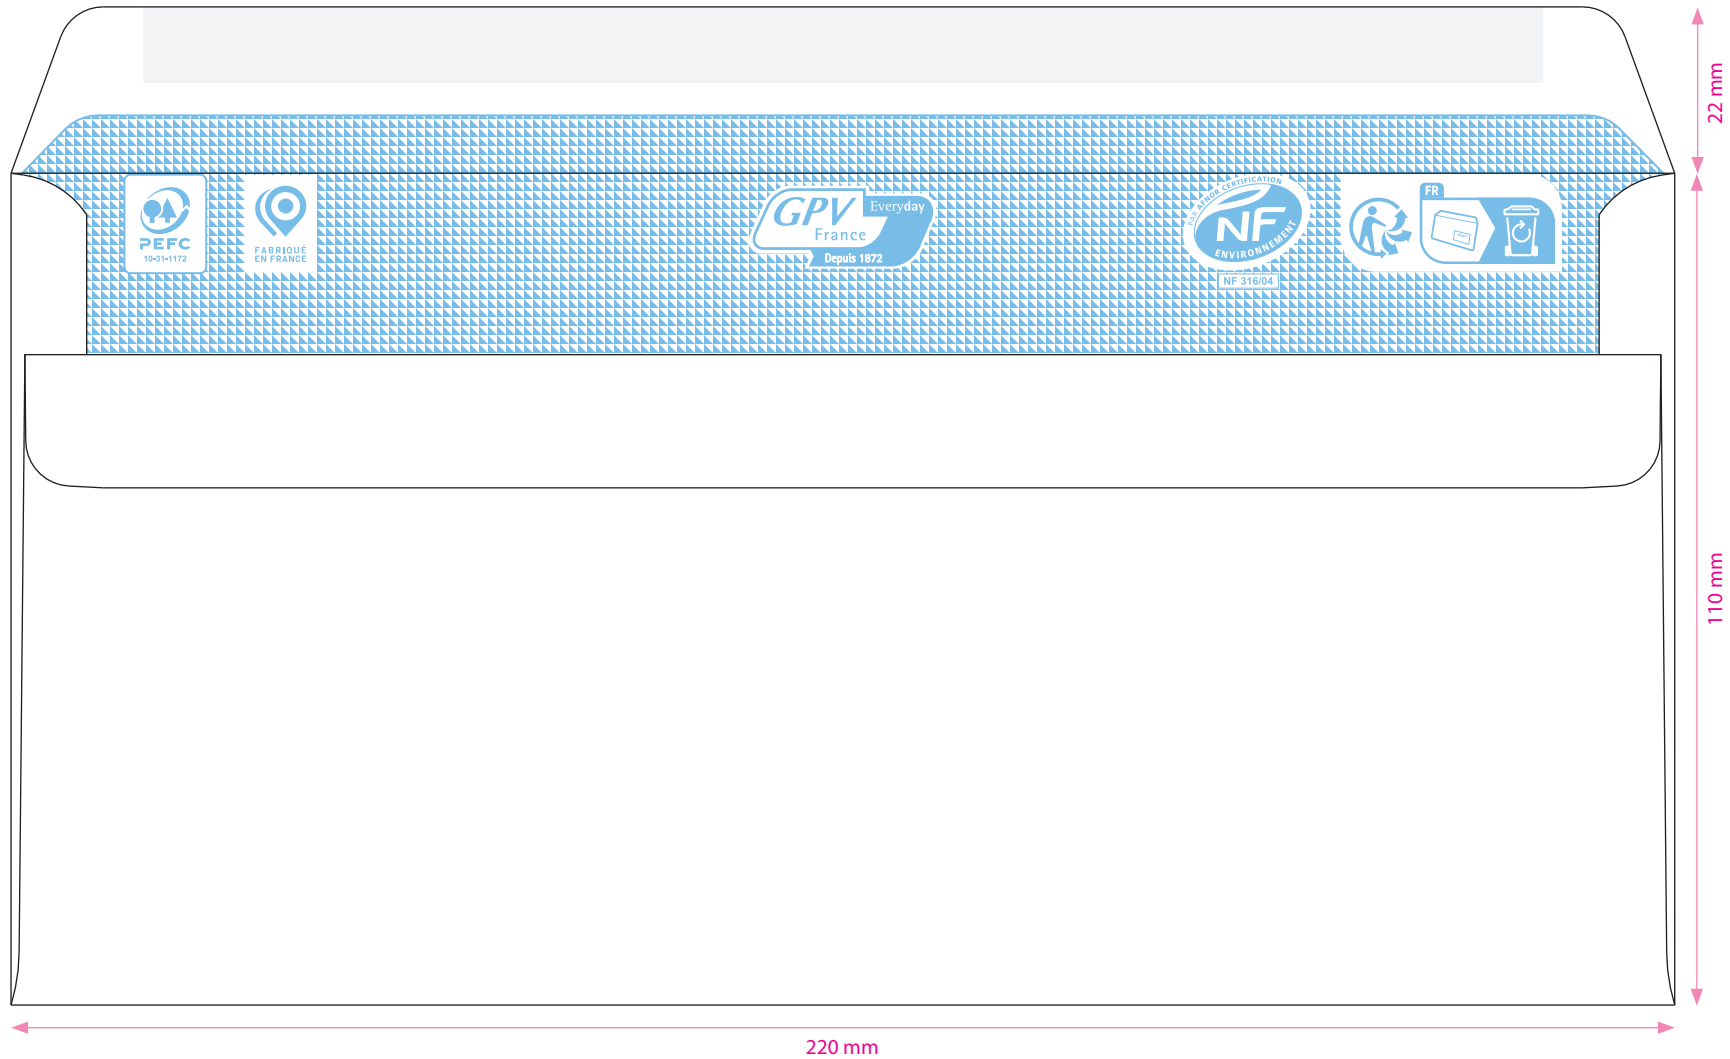 22 mm
PEFC
10-31-1172
FABRIQUÉ
EN FRANCE
GPV
Everyday
France
Depuis 1872
PAR AFNOR CERTIFICATION
NF
ENVIRONNEMENT
NF 316/04
FR
110 mm
220 mm